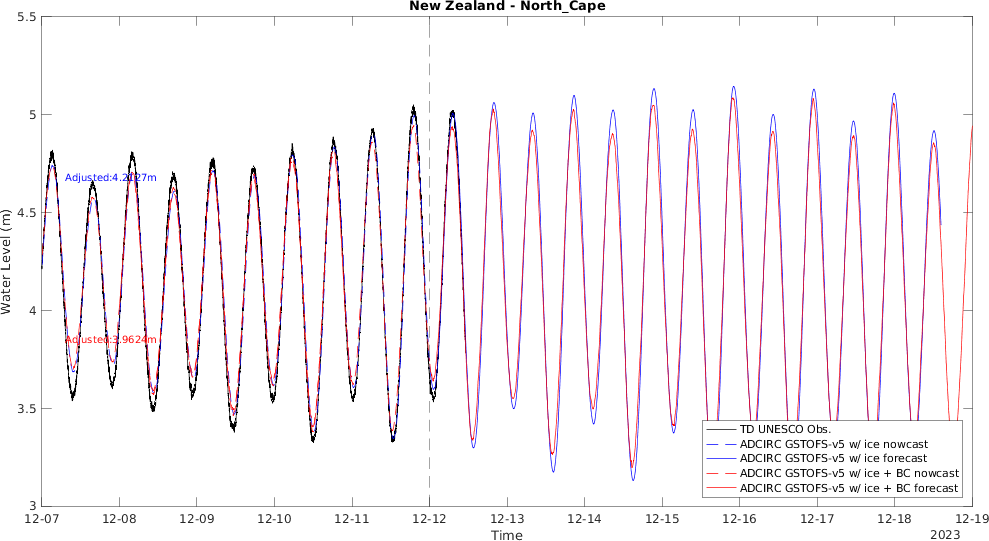 New Zealand - North_Cape
5.5
5
4.5
4
3.5
3
Water Level (m)
Adjusted:4.2027m
Adjusted:3.9624m
TD UNESCO Obs.
ADCIRC GSTOFS-v5 w/ ice nowcast
ADCIRC GSTOFS-v5 w/ ice forecast
ADCIRC GSTOFS-v5 w/ ice + BC nowcast
ADCIRC GSTOFS-v5 w/ ice + BC forecast
12-07 12-08 12-09 12-10 12-11 12-12 12-13 12-14 12-15 12-16 12-17 12-18 12-19
Time
2023